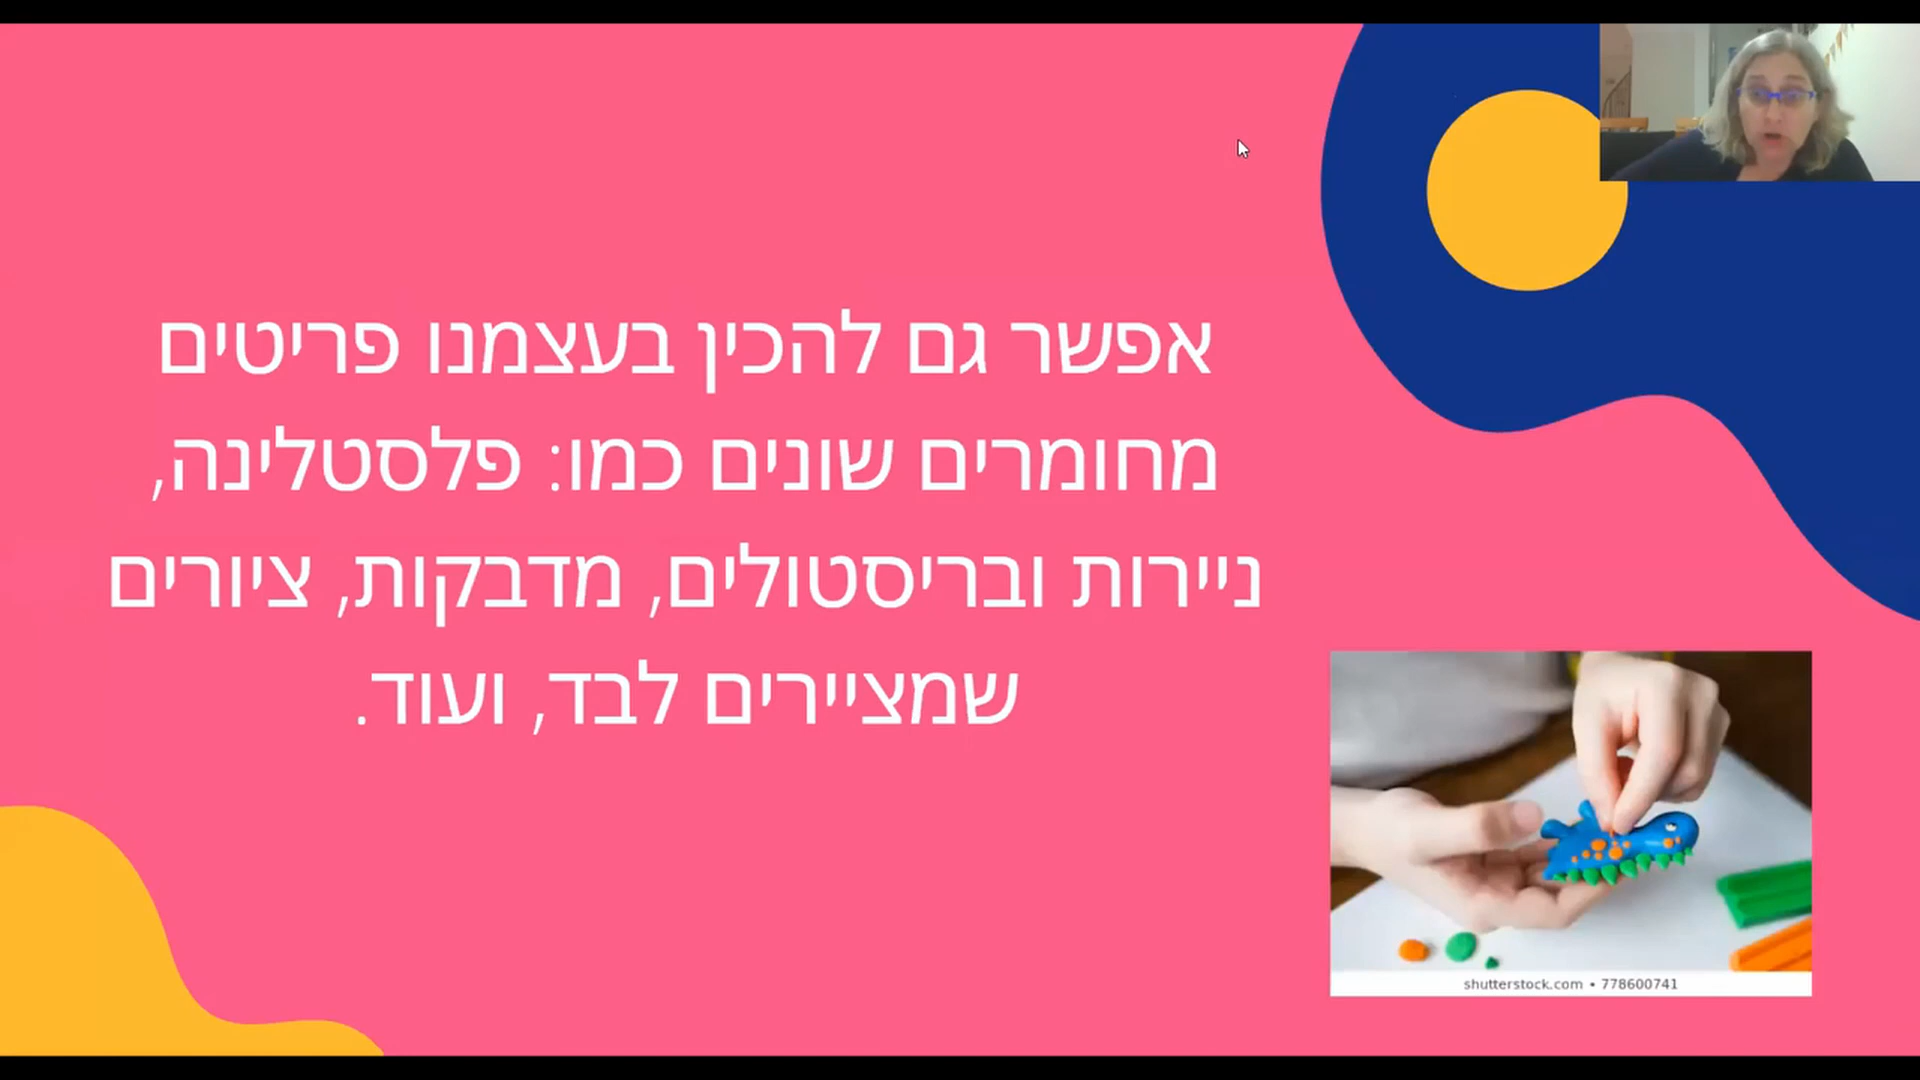 אפשר גם להכין בעצמנו פריטים
מחומרים שונים כמו: פלסטלינה,
ניירות ובריסטולים, מדבקות, ציורים
שמציירים לבד, ועוד.
shutterstock.com • 778600741